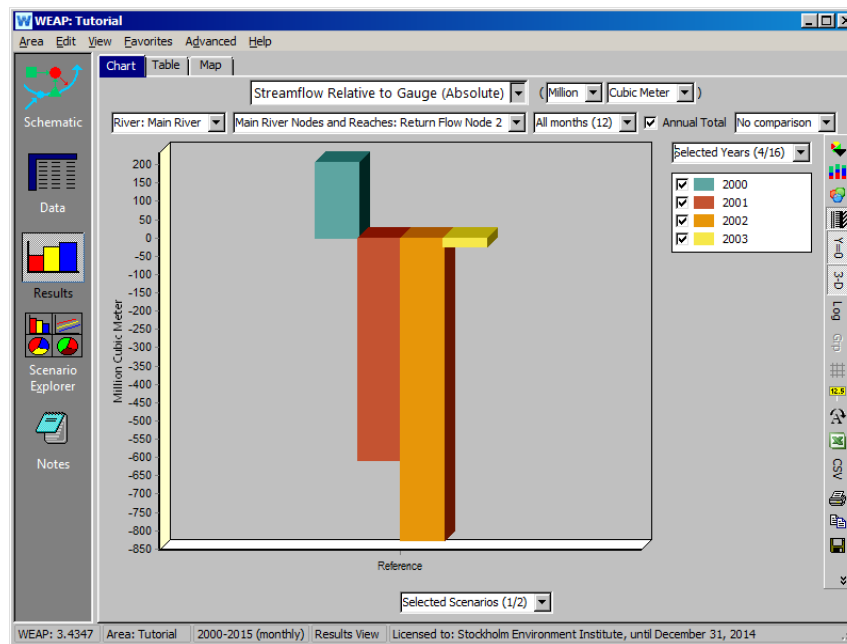 WEAP: Tutorial
Area Edit View Favorites Advanced Help
Chart Table Map
Streamflow Relative to Gauge (Absolute) ( Million Cubic Meter )
River: Main River Main River Nodes and Reaches: Return Flow Node 2 All months (12) Annual Total No comparison
Schematic
Data
Results
Scenario
Explorer
Notes
Million Cubic Meter
200
150
100
50
0
-50
-100
-150
-200
-250
-300
-350
-400
-450
-500
-550
-600
-650
-700
-750
-800
-850
Reference
Selected Scenarios (1/2)
Selected Years (4/16)
2000
2001
2002
2003
Y=0
3-D
Log
Grp
12.5
A
CSV
WEAP: 3.4347 Area: Tutorial 2000-2015 (monthly) Results View Licensed to: Stockholm Environment Institute, until December 31, 2014